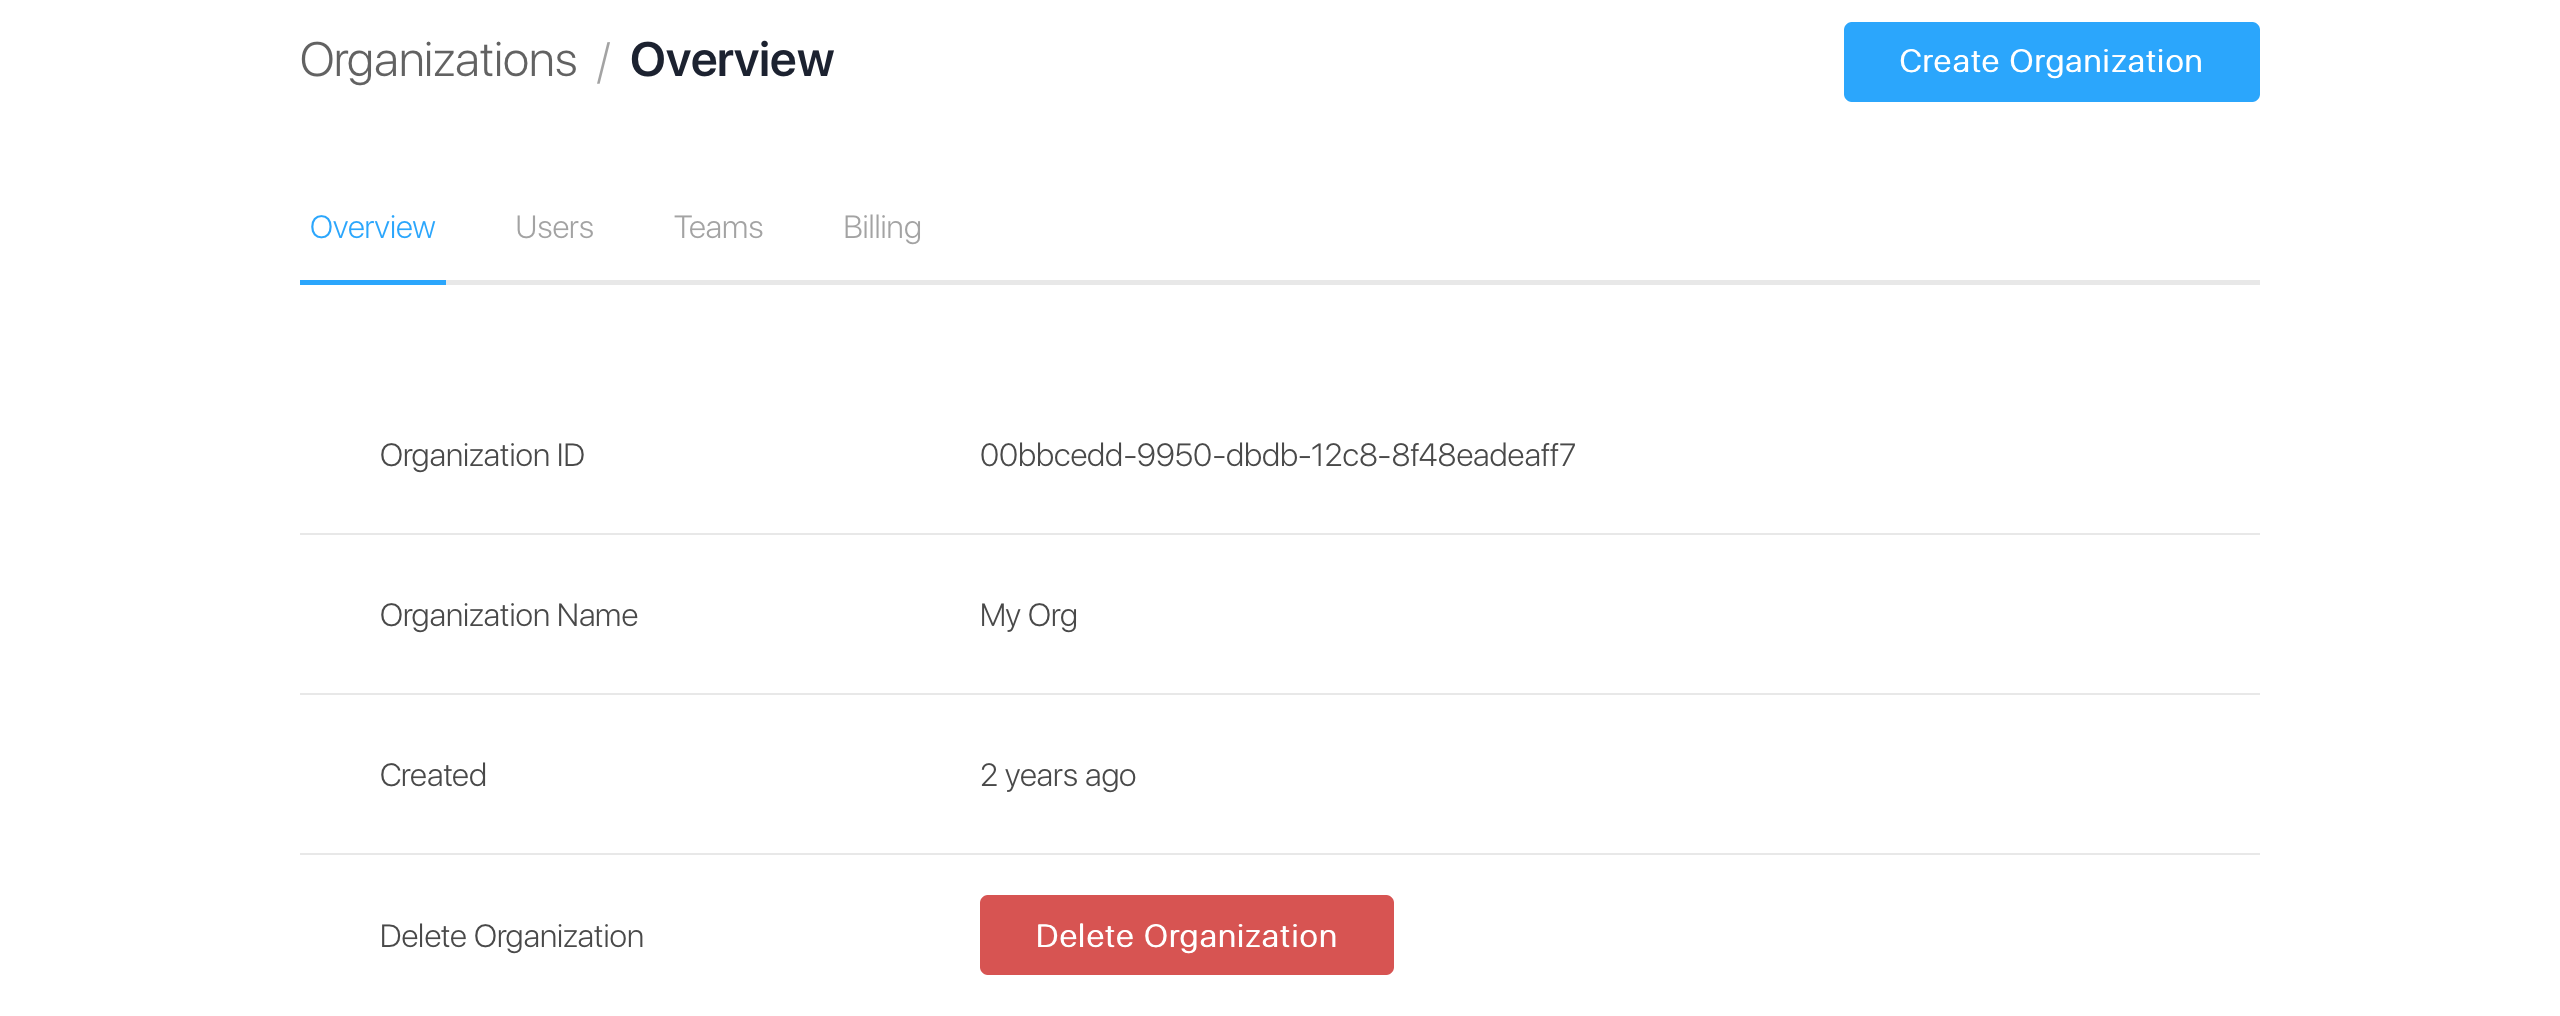 Organizations / Overview
Create Organization
Overview Users Teams Billing
Organization ID 00bbcedd-9950-dbdb-12c8-8f48eadeaff7
Organization Name My Org
Created 2 years ago
Delete Organization Delete Organization